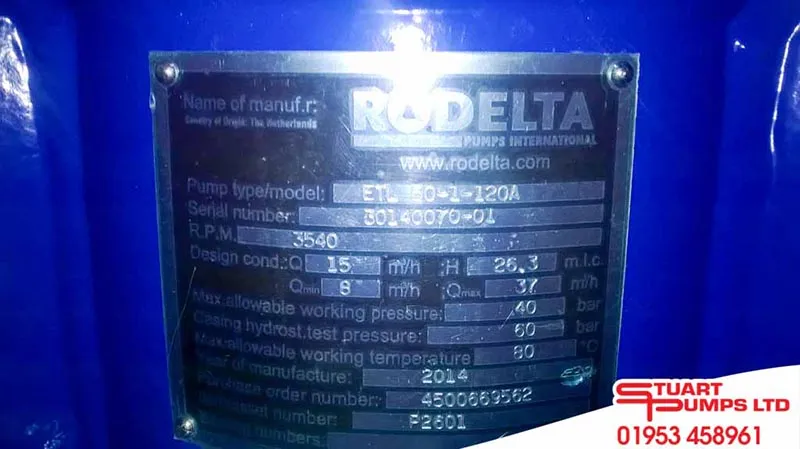 Name of manuf.r:
Country of Origin: The Netherlands
RODELTA
PUMPS INTERNATIONAL
www.rodelta.com
Pump type/model: ETL 50-1-120A
Serial number: 30140070-01
R.P.M. 3540
Design cond.: Q 15 m³/h H 26.3 m.l.c.
Qmin 8 m³/h Qmax 37 m³/h
Max.allowable working pressure: 40 bar
Casing hydrost.test pressure: 60 bar
Max.allowable working temperature 80 °C
Year of manufacture: 2014
Purchase order number: 4500669562
number: P2601
numbers:
STUART
PUMPS LTD
01953 458961